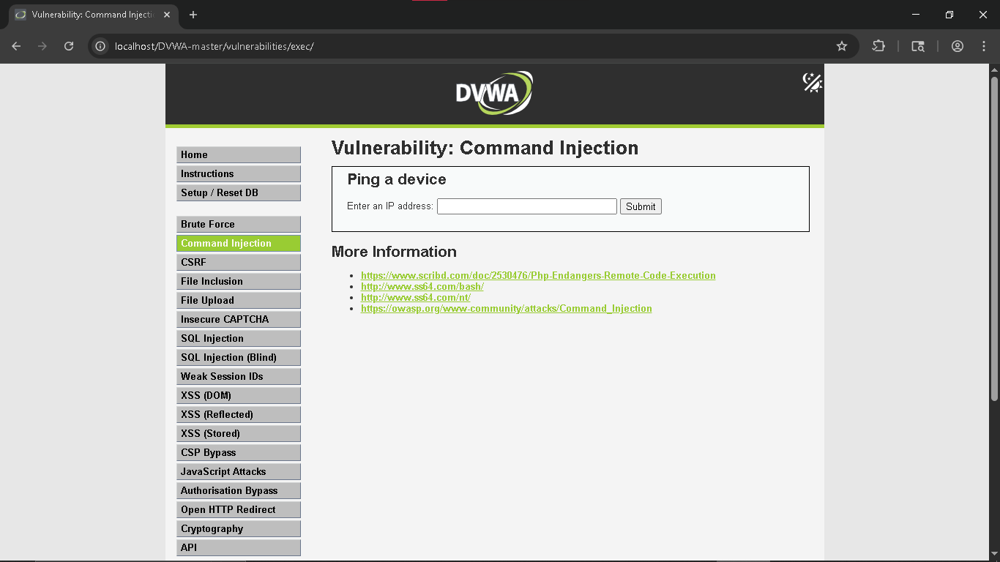 Vulnerability: Command Injecti
localhost/DVWA-master/vulnerabilities/exec/
DVWA
Home
Instructions
Setup / Reset DB
Brute Force
Command Injection
CSRF
File Inclusion
File Upload
Insecure CAPTCHA
SQL Injection
SQL Injection (Blind)
Weak Session IDs
XSS (DOM)
XSS (Reflected)
XSS (Stored)
CSP Bypass
JavaScript Attacks
Authorisation Bypass
Open HTTP Redirect
Cryptography
API
Vulnerability: Command Injection
Ping a device
Enter an IP address: Submit
More Information
https://www.scribd.com/doc/2530476/Php-Endangers-Remote-Code-Execution
http://www.ss64.com/bash/
http://www.ss64.com/nt/
https://owasp.org/www-community/attacks/Command_Injection